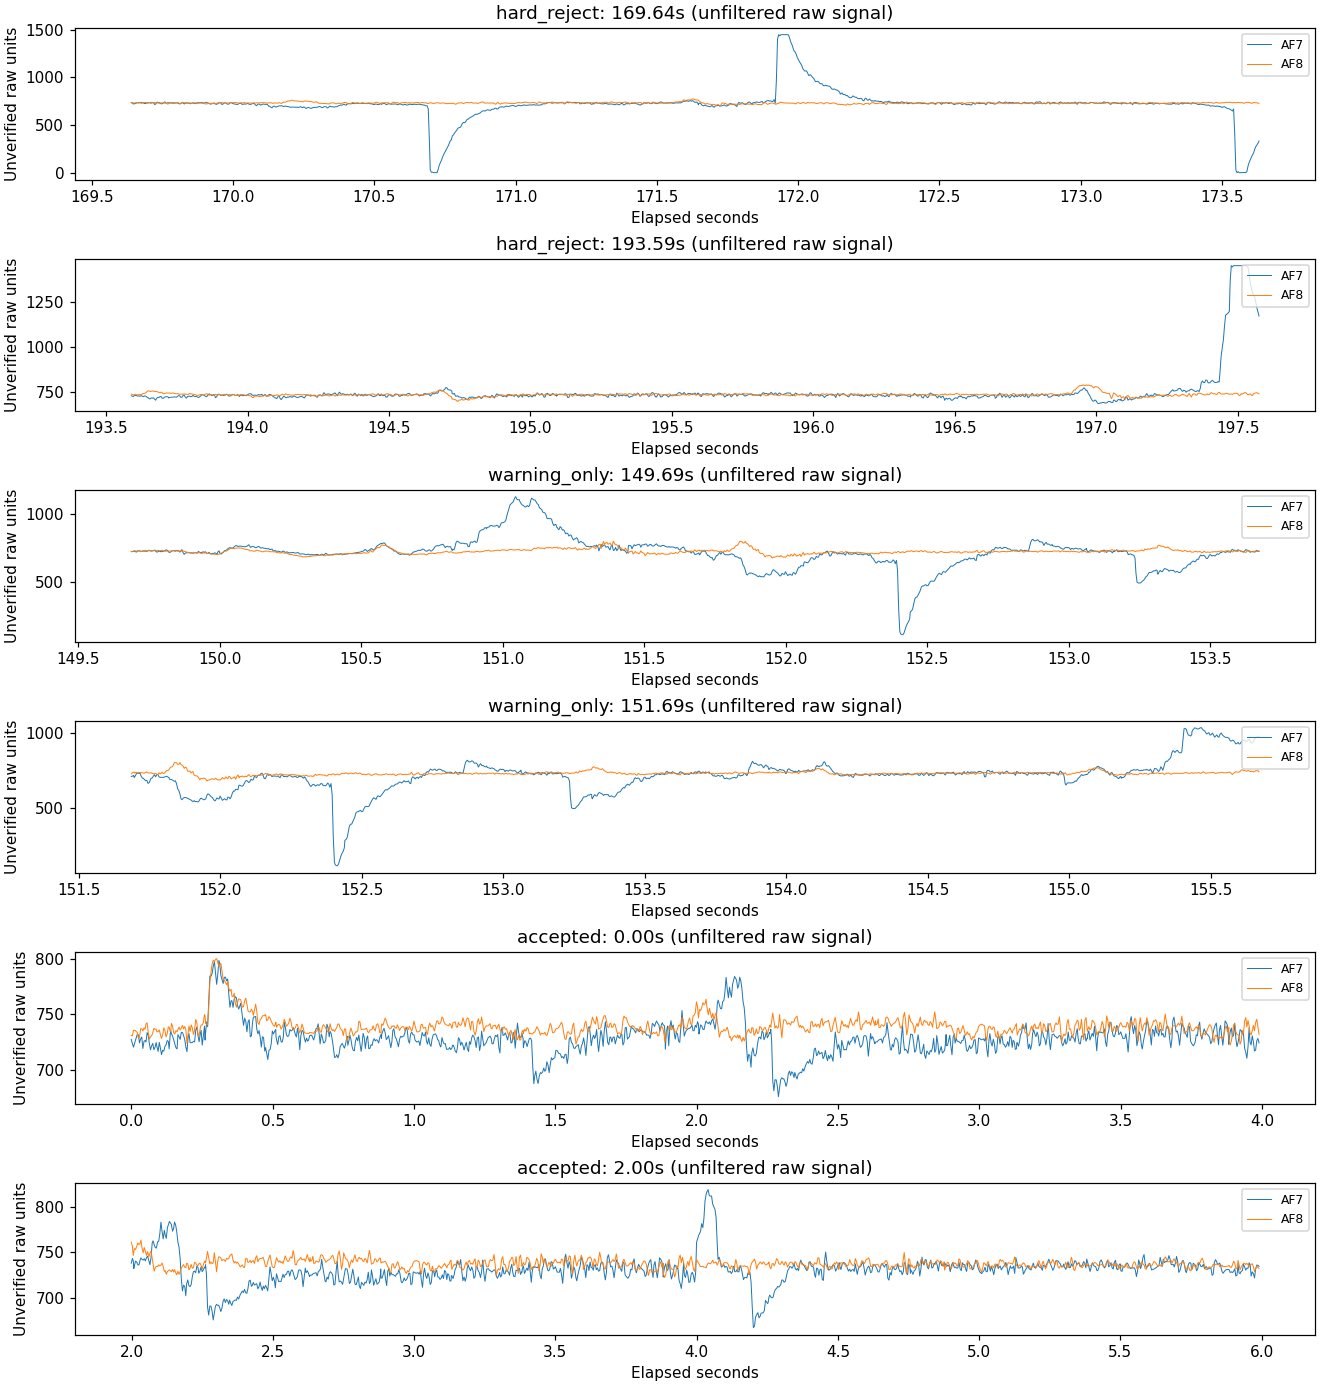 hard_reject: 169.64s (unfiltered raw signal)
Unverified raw units
1500
1000
500
0
AF7
AF8
169.5 170.0 170.5 171.0 171.5 172.0 172.5 173.0 173.5
Elapsed seconds
hard_reject: 193.59s (unfiltered raw signal)
Unverified raw units
1250
1000
750
AF7
AF8
193.5 194.0 194.5 195.0 195.5 196.0 196.5 197.0 197.5
Elapsed seconds
warning_only: 149.69s (unfiltered raw signal)
Unverified raw units
1000
500
AF7
AF8
149.5 150.0 150.5 151.0 151.5 152.0 152.5 153.0 153.5
Elapsed seconds
warning_only: 151.69s (unfiltered raw signal)
Unverified raw units
1000
500
AF7
AF8
151.5 152.0 152.5 153.0 153.5 154.0 154.5 155.0 155.5
Elapsed seconds
accepted: 0.00s (unfiltered raw signal)
Unverified raw units
800
750
700
AF7
AF8
0.0 0.5 1.0 1.5 2.0 2.5 3.0 3.5 4.0
Elapsed seconds
accepted: 2.00s (unfiltered raw signal)
Unverified raw units
800
750
700
AF7
AF8
2.0 2.5 3.0 3.5 4.0 4.5 5.0 5.5 6.0
Elapsed seconds